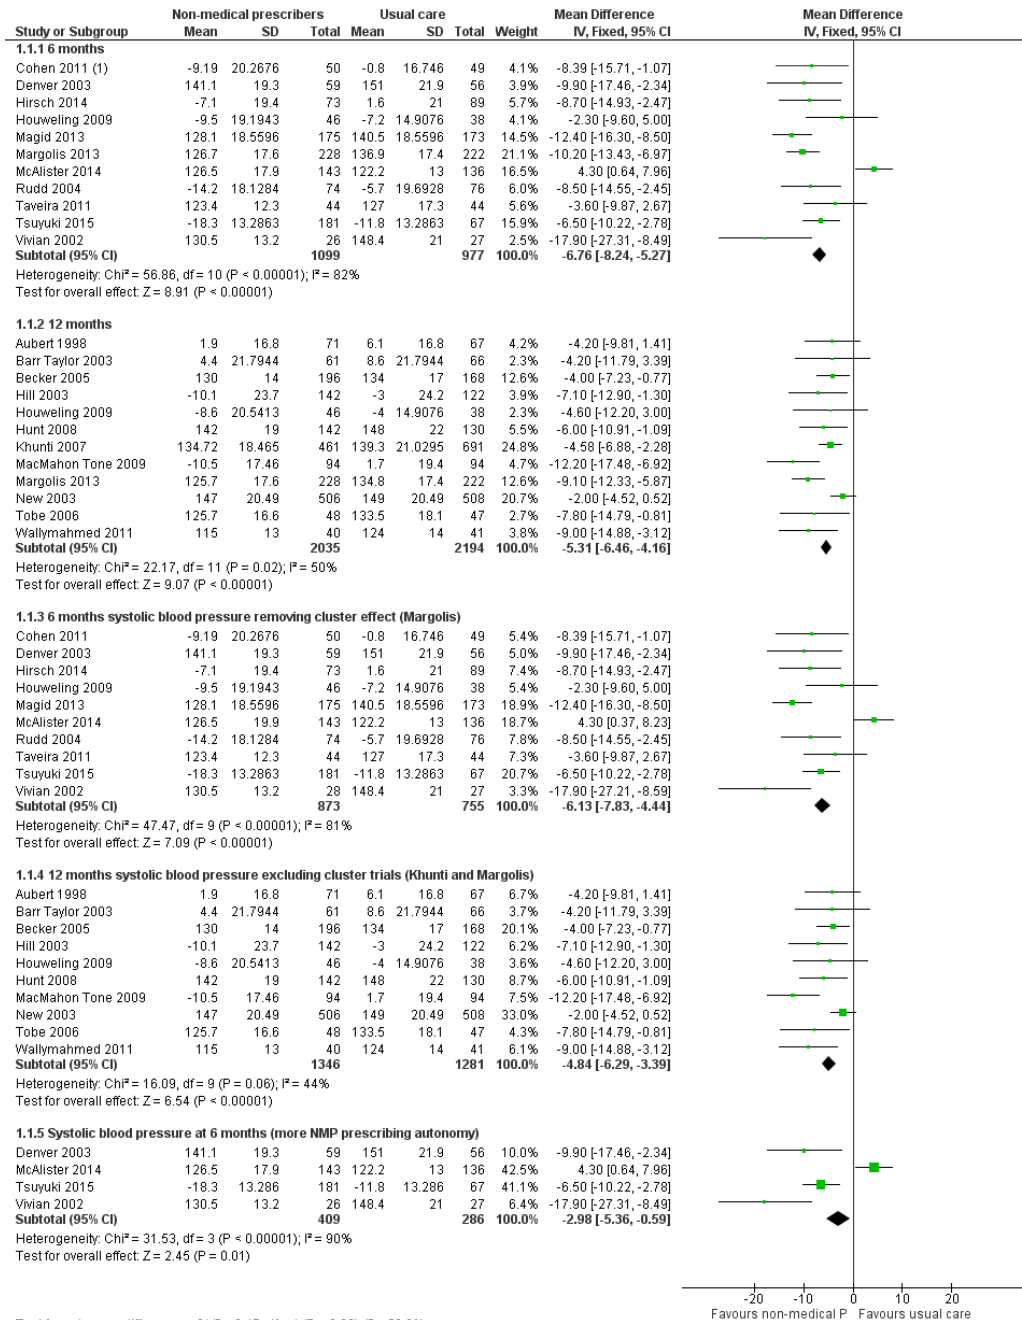 Non-medical prescribers Usual care Mean Difference Mean Difference
Study or Subgroup Mean SD Total Mean SD Total Weight IV, Fixed, 95% CI IV, Fixed, 95% CI
1.1.1 6 months
Cohen 2011 (1) -9.19 20.2676 50 -0.8 16.746 49 4.1% -8.39 [-15.71, -1.07]
Denver 2003 141.1 19.3 59 151 21.9 56 3.9% -9.90 [-17.46, -2.34]
Hirsch 2014 -7.1 19.4 73 1.6 21 89 5.7% -8.70 [-14.93, -2.47]
Houweling 2009 -9.5 19.1943 46 -7.2 14.9076 38 4.2% -2.30 [-9.60, 5.00]
Magid 2013 128.1 18.5596 175 140.5 18.5596 173 14.5% -12.40 [-16.30, -8.50]
Margolis 2013 126.7 17.6 228 136.9 17.4 222 21.1% -10.20 [-13.43, -6.97]
McAlister 2014 126.5 17.9 143 122.2 13 136 16.5% 4.30 [0.64, 7.96]
Rudd 2004 -14.2 18.1284 74 -5.7 19.6928 76 6.0% -8.50 [-14.55, -2.45]
Taveira 2011 123.4 12.3 44 127 17.3 44 5.6% -3.60 [-9.87, 2.67]
Tsuyuki 2015 -18.3 13.2863 181 -11.8 13.2863 67 15.9% -6.50 [-10.22, -2.78]
Vivian 2002 130.5 13.2 26 148.4 21 27 2.5% -17.90 [-27.31, -8.49]
Subtotal (95% CI) 1099 977 100.0% -6.76 [-8.24, -5.27]
Heterogeneity: Chi² = 56.86, df = 10 (P < 0.00001); I² = 82%
Test for overall effect: Z = 8.91 (P < 0.00001)
1.1.2 12 months
Aubert 1998 1.9 16.8 71 6.1 16.8 67 4.2% -4.20 [-9.81, 1.41]
Barr Taylor 2003 4.4 21.7944 61 8.6 21.7944 66 2.3% -4.20 [-11.79, 3.39]
Becker 2005 130 14 196 134 17 168 12.6% -4.00 [-7.23, -0.77]
Hill 2003 -10.1 23.7 142 -3 24.2 122 3.9% -7.10 [-12.90, -1.30]
Houweling 2009 -8.6 20.5413 46 -4 14.9076 38 2.3% -4.60 [-12.20, 3.00]
Hunt 2008 142 19 142 148 22 130 5.5% -6.00 [-10.91, -1.09]
Khunti 2007 134.72 18.465 461 139.3 21.0295 691 24.8% -4.58 [-6.88, -2.28]
MacMahon Tone 2009 -10.5 17.46 94 1.7 19.4 94 4.7% -12.20 [-17.48, -6.92]
Margolis 2013 125.7 17.6 228 134.8 17.4 222 12.6% -9.10 [-12.33, -5.87]
New 2003 147 20.49 506 149 20.49 508 20.7% -2.00 [-4.52, 0.52]
Tobe 2006 125.7 16.6 48 133.5 18.1 47 2.7% -7.80 [-14.79, -0.81]
Wallymahmed 2011 115 13 40 124 14 41 3.8% -9.00 [-14.88, -3.12]
Subtotal (95% CI) 2035 2194 100.0% -5.31 [-6.46, -4.16]
Heterogeneity: Chi² = 22.17, df = 11 (P = 0.02); I² = 50%
Test for overall effect: Z = 9.07 (P < 0.00001)
1.1.3 6 months systolic blood pressure removing cluster effect (Margolis)
Cohen 2011 -9.19 20.2676 50 -0.8 16.746 49 5.4% -8.39 [-15.71, -1.07]
Denver 2003 141.1 19.3 59 151 21.9 56 5.0% -9.90 [-17.46, -2.34]
Hirsch 2014 -7.1 19.4 73 1.6 21 89 7.4% -8.70 [-14.93, -2.47]
Houweling 2009 -9.5 19.1943 46 -7.2 14.9076 38 5.4% -2.30 [-9.60, 5.00]
Magid 2013 128.1 18.5596 175 140.5 18.5596 173 18.9% -12.40 [-16.30, -8.50]
McAlister 2014 126.5 19.9 143 122.2 13 136 18.7% 4.30 [0.37, 8.23]
Rudd 2004 -14.2 18.1284 74 -5.7 19.6928 76 7.8% -8.50 [-14.55, -2.45]
Taveira 2011 123.4 12.3 44 127 17.3 44 7.3% -3.60 [-9.87, 2.67]
Tsuyuki 2015 -18.3 13.2863 181 -11.8 13.2863 67 20.7% -6.50 [-10.22, -2.78]
Vivian 2002 130.5 13.2 28 148.4 21 27 3.3% -17.90 [-27.21, -8.59]
Subtotal (95% CI) 873 755 100.0% -6.13 [-7.83, -4.44]
Heterogeneity: Chi² = 47.47, df = 9 (P < 0.00001); I² = 81%
Test for overall effect: Z = 7.09 (P < 0.00001)
1.1.4 12 months systolic blood pressure excluding cluster trials (Khunti and Margolis)
Aubert 1998 1.9 16.8 71 6.1 16.8 67 6.7% -4.20 [-9.81, 1.41]
Barr Taylor 2003 4.4 21.7944 61 8.6 21.7944 66 3.7% -4.20 [-11.79, 3.39]
Becker 2005 130 14 196 134 17 168 20.1% -4.00 [-7.23, -0.77]
Hill 2003 -10.1 23.7 142 -3 24.2 122 6.2% -7.10 [-12.90, -1.30]
Houweling 2009 -8.6 20.5413 46 -4 14.9076 38 3.6% -4.60 [-12.20, 3.00]
Hunt 2008 142 19 142 148 22 130 8.7% -6.00 [-10.91, -1.09]
MacMahon Tone 2009 -10.5 17.46 94 1.7 19.4 94 7.5% -12.20 [-17.48, -6.92]
New 2003 147 20.49 506 149 20.49 508 33.0% -2.00 [-4.52, 0.52]
Tobe 2006 125.7 16.6 48 133.5 18.1 47 4.3% -7.80 [-14.79, -0.81]
Wallymahmed 2011 115 13 40 124 14 41 6.1% -9.00 [-14.88, -3.12]
Subtotal (95% CI) 1346 1281 100.0% -4.84 [-6.29, -3.39]
Heterogeneity: Chi² = 16.09, df = 9 (P = 0.06); I² = 44%
Test for overall effect: Z = 6.54 (P < 0.00001)
1.1.5 Systolic blood pressure at 6 months (more NMP prescribing autonomy)
Denver 2003 141.1 19.3 59 151 21.9 56 10.0% -9.90 [-17.46, -2.34]
McAlister 2014 126.5 17.9 143 122.2 13 136 42.5% 4.30 [0.64, 7.96]
Tsuyuki 2015 -18.3 13.286 181 -11.8 13.286 67 41.1% -6.50 [-10.22, -2.78]
Vivian 2002 130.5 13.2 26 148.4 21 27 6.4% -17.90 [-27.31, -8.49]
Subtotal (95% CI) 409 286 100.0% -2.98 [-5.36, -0.59]
Heterogeneity: Chi² = 31.53, df = 3 (P < 0.00001); I² = 90%
Test for overall effect: Z = 2.45 (P = 0.01)
-20 -10 0 10 20
Favours non-medical P Favours usual care